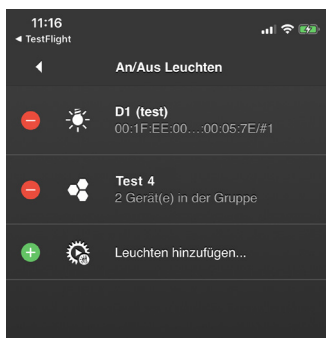 11:16
◀ TestFlight
An/Aus Leuchten
D1 (test)
00:1F:EE:00...:00:05:7E/#1
Test 4
2 Gerät(e) in der Gruppe
Leuchten hinzufügen...